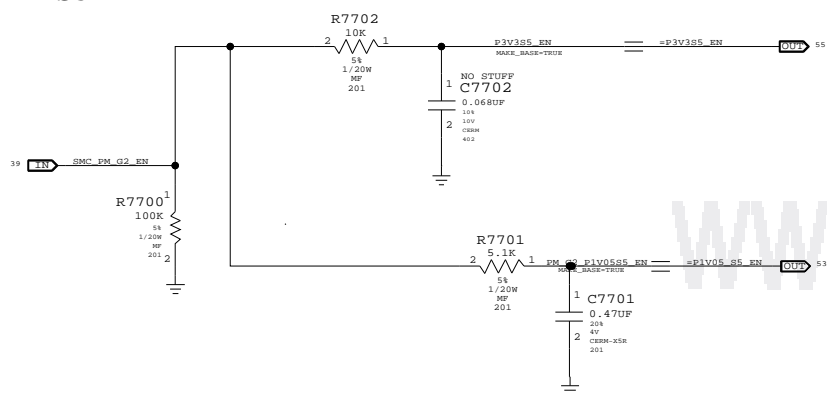 R7702
10K
2 1
5%
1/20W
MF
201
P3V3S5_EN
MAKE_BASE=TRUE
=P3V3S5_EN
OUT 55
NO STUFF
1 C7702
0.068UF
10%
10V
2
CERM
402
39 IN
SMC_PM_G2_EN
R7700 1
100K
5%
1/20W
MF
201 2
WW
R7701
5.1K
2 1
5%
1/20W
MF
201
PM_G2_P1V05S5_EN
MAKE_BASE=TRUE
=P1V05_S5_EN
OUT 53
1 C7701
0.47UF
20%
4V
2
CERM-X5R
201